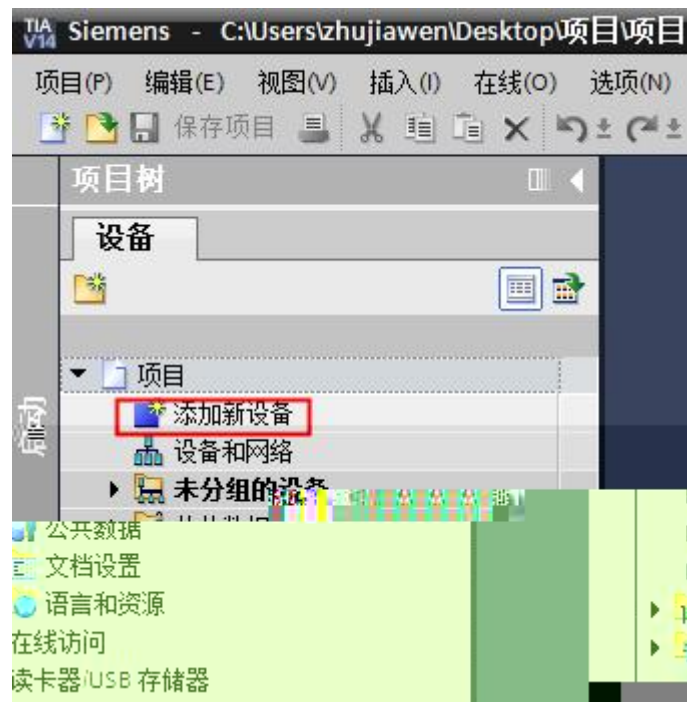 TIA V14 Siemens - C:\Users\zhujiawen\Desktop\项目\项目
项目(P) 编辑(E) 视图(V) 插入(I) 在线(O) 选项(N)
保存项目
项目树
设备
项目
添加新设备
设备和网络
未分组的设备
公共数据
文档设置
语言和资源
在线访问
读卡器/USB 存储器